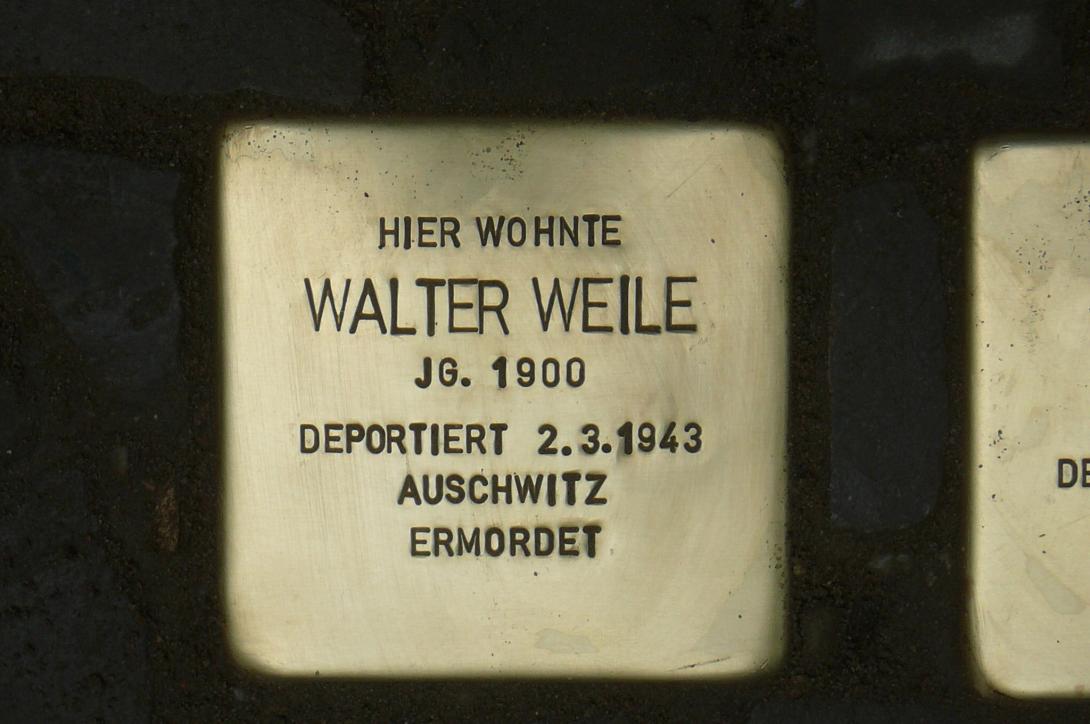 HIER WOHNTE
WALTER WEILE
JG. 1900
DEPORTIERT 2.3.1943
AUSCHWITZ
ERMORDET